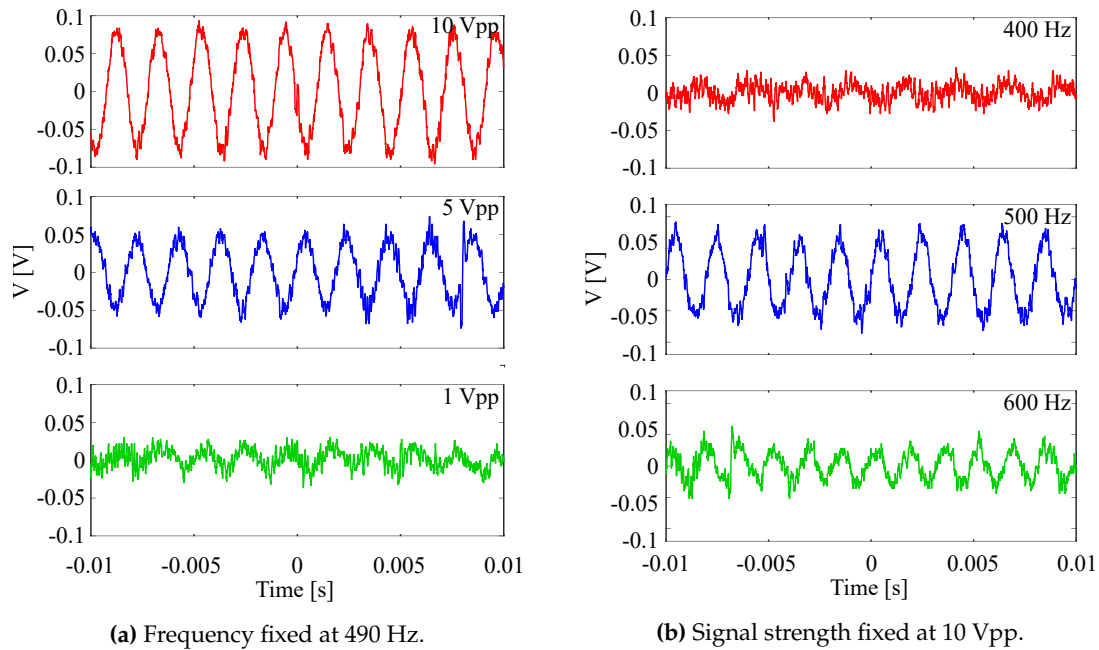 10 Vpp
0.1
0.05
0
-0.05
-0.1
5 Vpp
0.1
0.05
0
-0.05
-0.1
V [V]
1 Vpp
0.1
0.05
0
-0.05
-0.1
-0.01 -0.005 0 0.005 0.01
Time [s]
(a) Frequency fixed at 490 Hz.
400 Hz
0.1
0.05
0
-0.05
-0.1
500 Hz
0.1
0.05
0
-0.05
-0.1
V [V]
600 Hz
0.1
0.05
0
-0.05
-0.1
-0.01 -0.005 0 0.005 0.01
Time [s]
(b) Signal strength fixed at 10 Vpp.